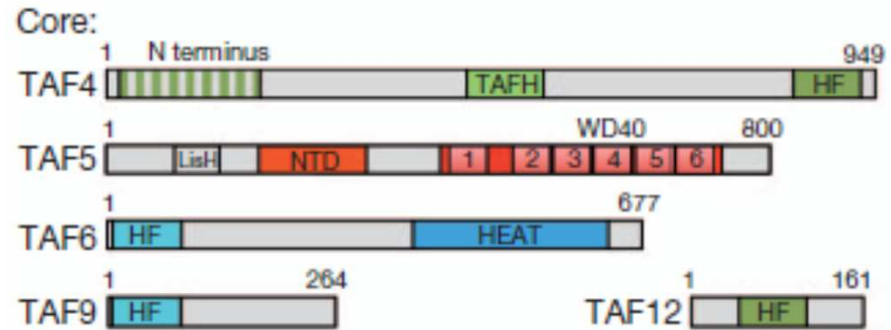 Core:
1 N terminus 949
TAF4 TAFH HF
1 WD40 800
TAF5 LisH NTD 1 2 3 4 5 6
1 677
TAF6 HF HEAT
1 264 1 161
TAF9 HF TAF12 HF